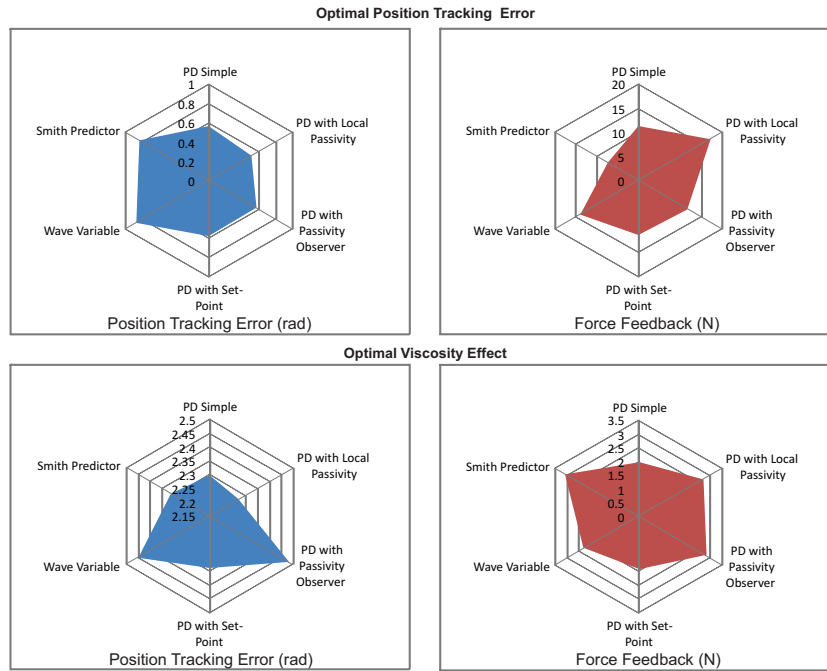 Optimal Position Tracking Error
PD Simple
1
0.8
0.6
0.4
0.2
0
PD with Local
Passivity
PD with
Passivity
Observer
PD with Set-
Point
Wave Variable
Smith Predictor
Position Tracking Error (rad)
PD Simple
20
15
10
5
0
PD with Local
Passivity
PD with
Passivity
Observer
PD with Set-
Point
Wave Variable
Smith Predictor
Force Feedback (N)
Optimal Viscosity Effect
PD Simple
2.5
2.45
2.4
2.35
2.3
2.25
2.2
2.15
PD with Local
Passivity
PD with
Passivity
Observer
PD with Set-
Point
Wave Variable
Smith Predictor
Position Tracking Error (rad)
PD Simple
3.5
3
2.5
2
1.5
1
0.5
0
PD with Local
Passivity
PD with
Passivity
Observer
PD with Set-
Point
Wave Variable
Smith Predictor
Force Feedback (N)